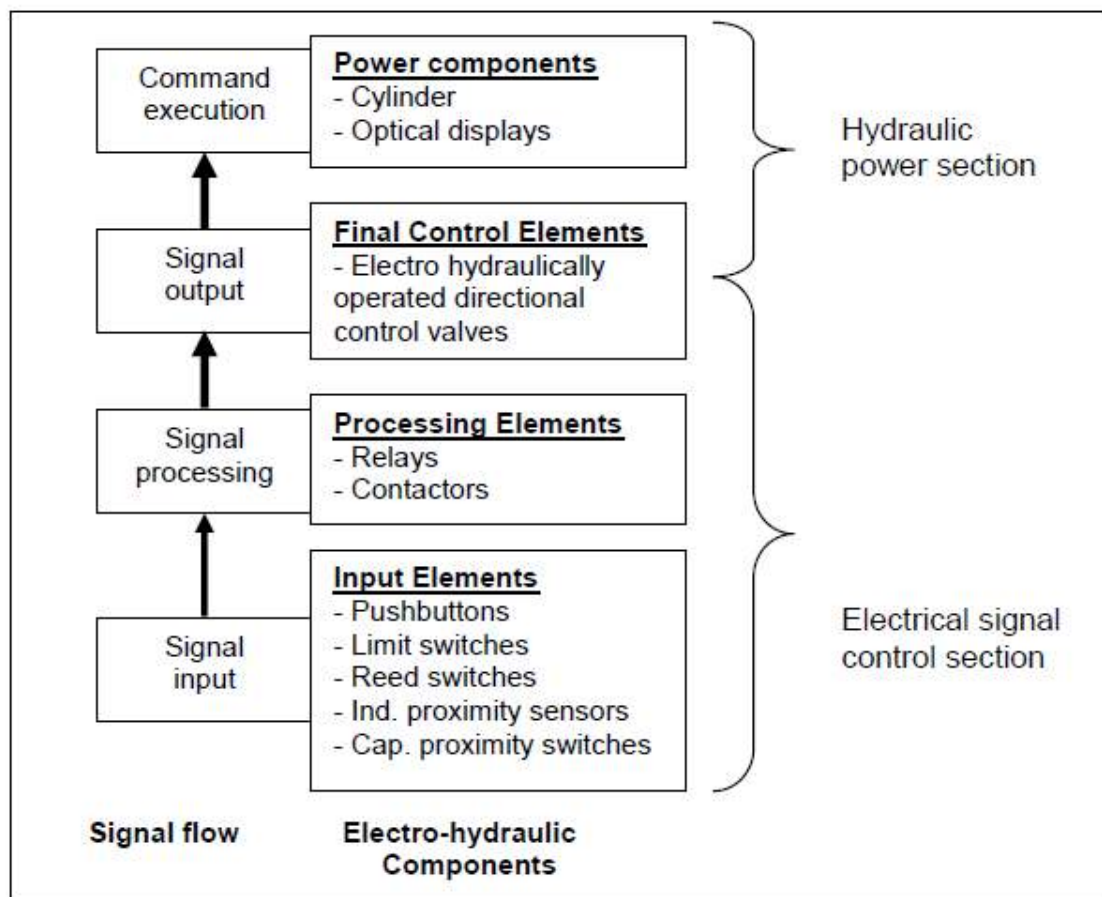 Command
execution
Power components
- Cylinder
- Optical displays
Hydraulic
power section
Signal
output
Final Control Elements
- Electro hydraulically
operated directional
control valves
Signal
processing
Processing Elements
- Relays
- Contactors
Signal
input
Input Elements
- Pushbuttons
- Limit switches
- Reed switches
- Ind. proximity sensors
- Cap. proximity switches
Electrical signal
control section
Signal flow
Electro-hydraulic
Components